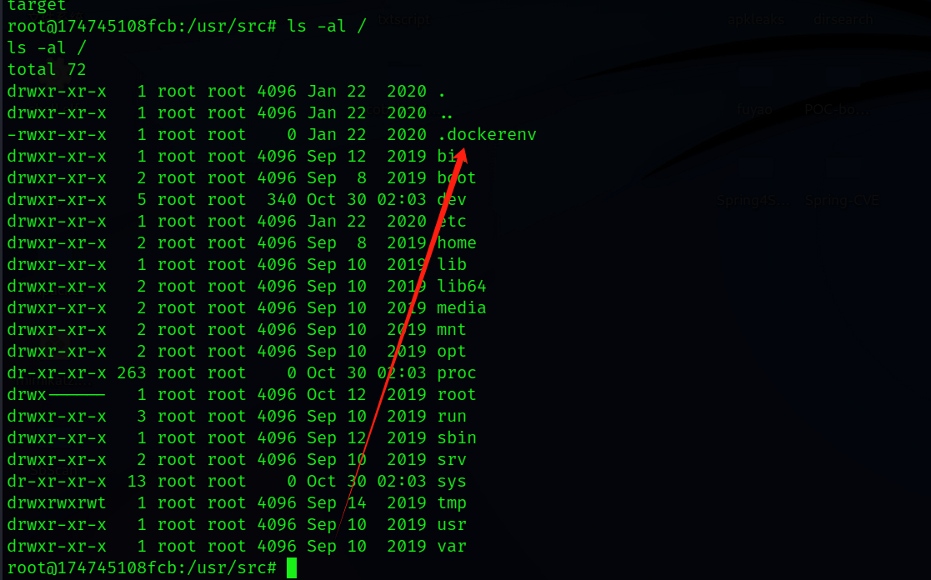 target
root@174745108fcb:/usr/src# ls -al /
ls -al /
total 72
drwxr-xr-x   1 root root 4096 Jan 22  2020 .
drwxr-xr-x   1 root root 4096 Jan 22  2020 ..
-rwxr-xr-x   1 root root    0 Jan 22  2020 .dockerenv
drwxr-xr-x   1 root root 4096 Sep 12  2019 bin
drwxr-xr-x   2 root root 4096 Sep  8  2019 boot
drwxr-xr-x   5 root root  340 Oct 30 02:03 dev
drwxr-xr-x   1 root root 4096 Jan 22  2020 etc
drwxr-xr-x   2 root root 4096 Sep  8  2019 home
drwxr-xr-x   1 root root 4096 Sep 10  2019 lib
drwxr-xr-x   2 root root 4096 Sep 10  2019 lib64
drwxr-xr-x   2 root root 4096 Sep 10  2019 media
drwxr-xr-x   2 root root 4096 Sep 10  2019 mnt
drwxr-xr-x   2 root root 4096 Sep 10  2019 opt
dr-xr-xr-x 263 root root    0 Oct 30 02:03 proc
drwx------   1 root root 4096 Oct 12  2019 root
drwxr-xr-x   3 root root 4096 Sep 10  2019 run
drwxr-xr-x   1 root root 4096 Sep 12  2019 sbin
drwxr-xr-x   2 root root 4096 Sep 10  2019 srv
dr-xr-xr-x  13 root root    0 Oct 30 02:03 sys
drwxrwxrwt   1 root root 4096 Sep 14  2019 tmp
drwxr-xr-x   1 root root 4096 Sep 10  2019 usr
drwxr-xr-x   1 root root 4096 Sep 10  2019 var
root@174745108fcb:/usr/src#
apkleaks
dirsearch
Spring-CVE